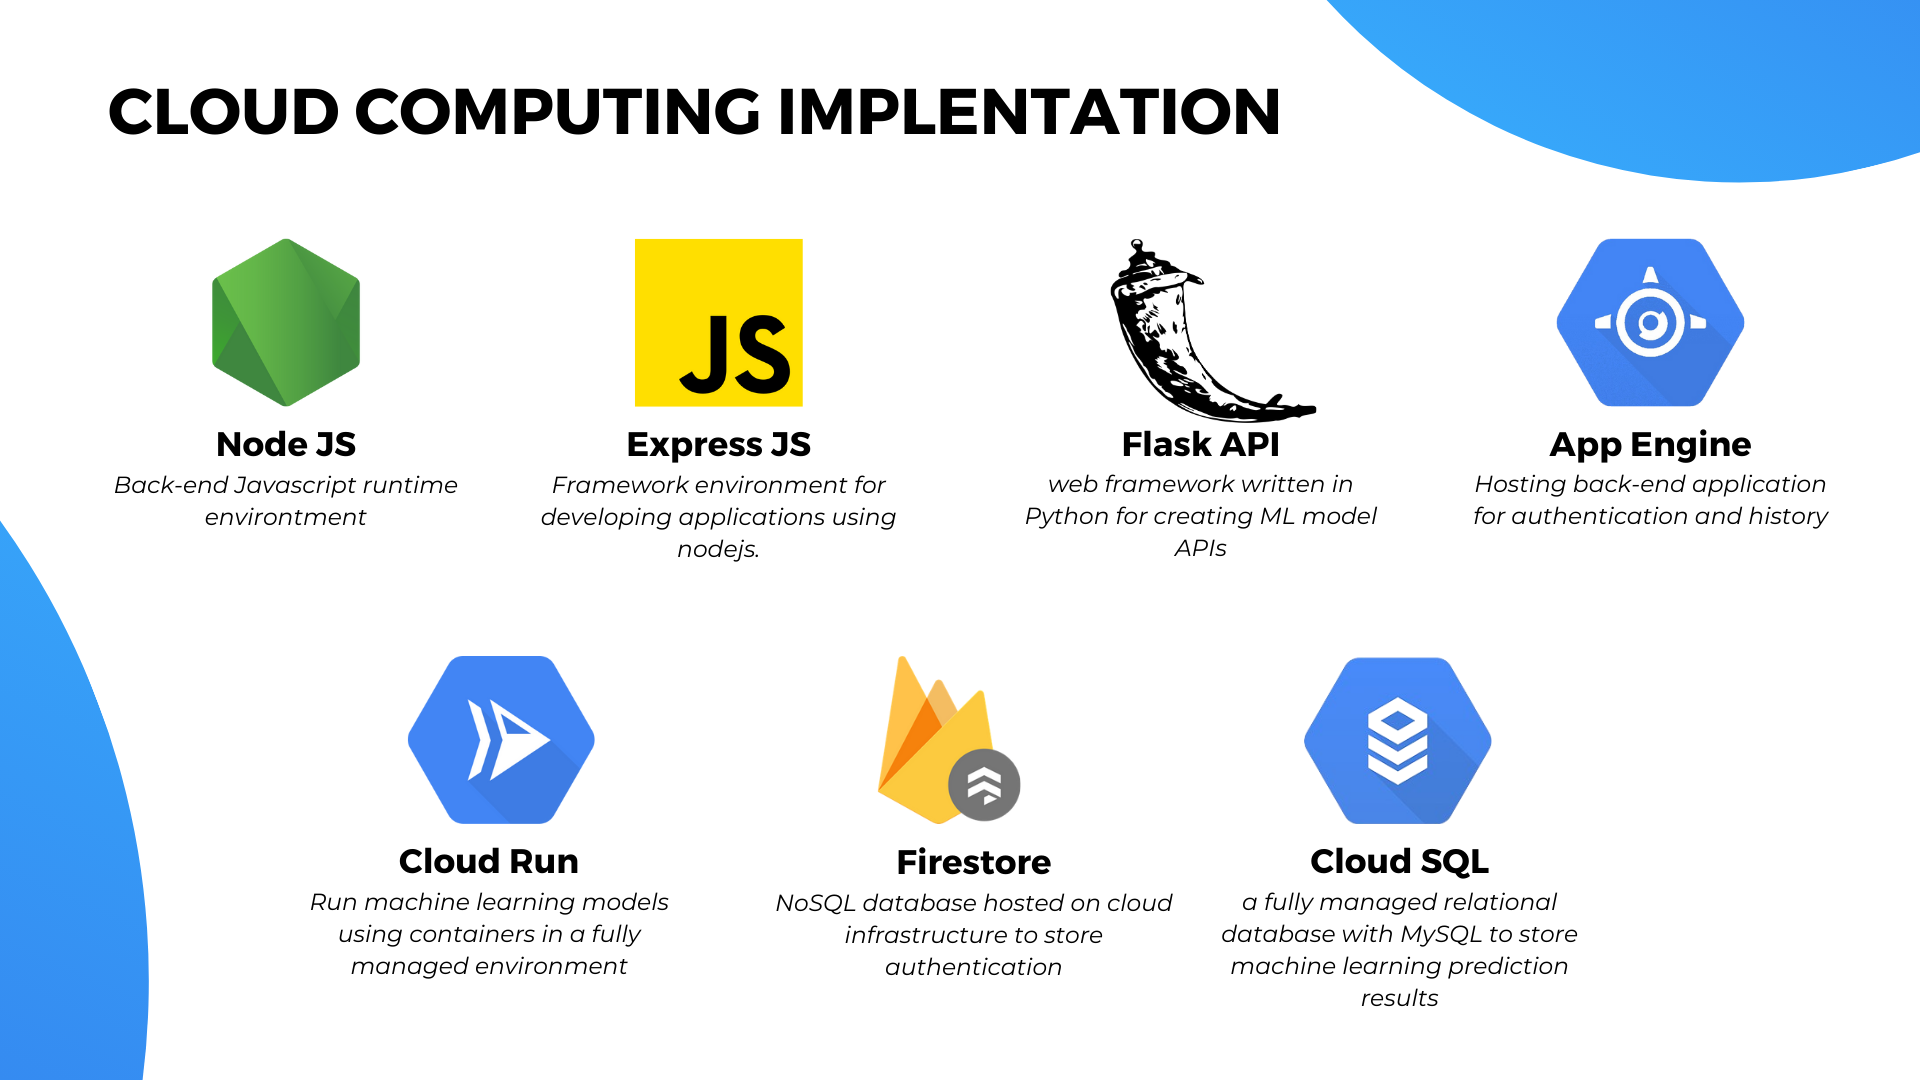 CLOUD COMPUTING IMPLENTATION
JS
Node JS
Back-end Javascript runtime
environtment
Express JS
Framework environment for
developing applications using
nodejs.
Flask API
web framework written in
Python for creating ML model
APIs
App Engine
Hosting back-end application
for authentication and history
Cloud Run
Run machine learning models
using containers in a fully
managed environment
Firestore
NoSQL database hosted on cloud
infrastructure to store
authentication
Cloud SQL
a fully managed relational
database with MySQL to store
machine learning prediction
results